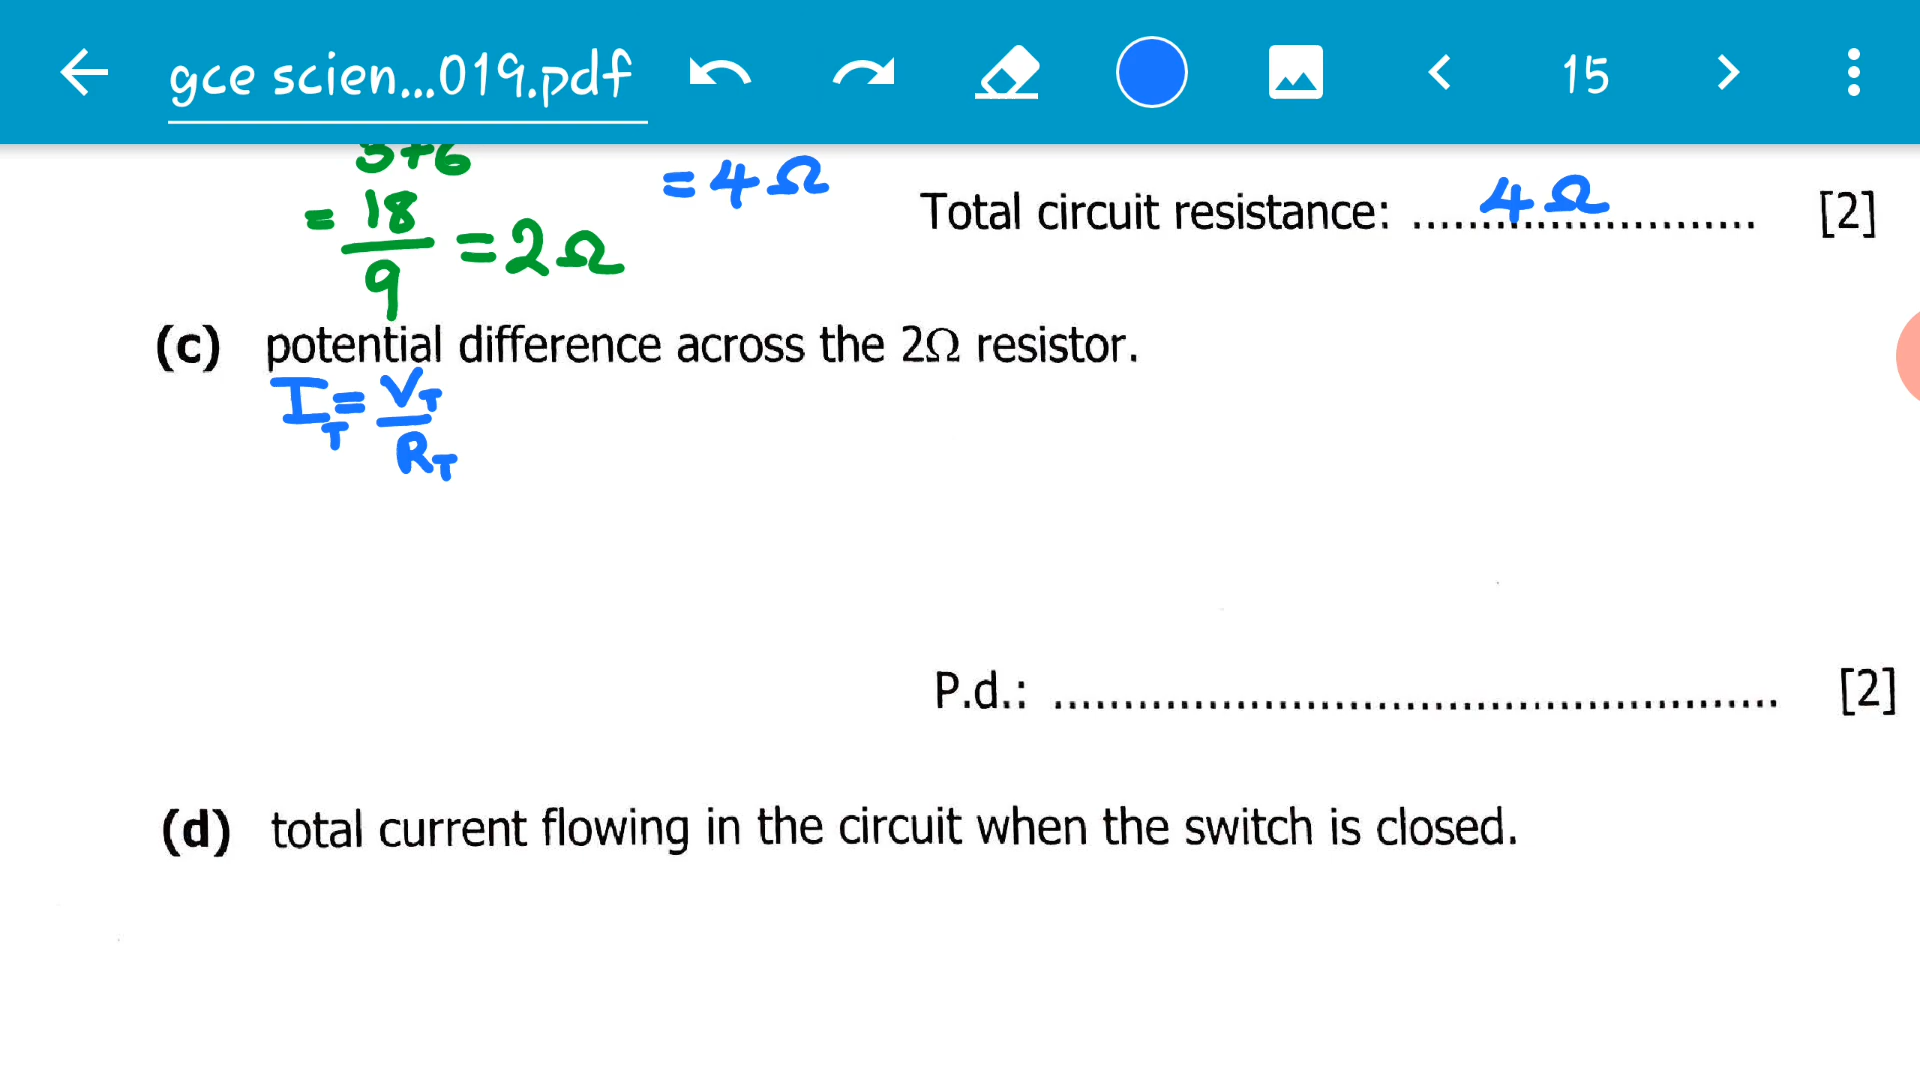 gce scien...019.pdf 15
3+6
= 18/9 = 2Ω
= 4Ω
Total circuit resistance: ....4Ω.... [2]
(c) potential difference across the 2Ω resistor.
I_T = V_T/R_T
P.d.: .................................................... [2]
(d) total current flowing in the circuit when the switch is closed.